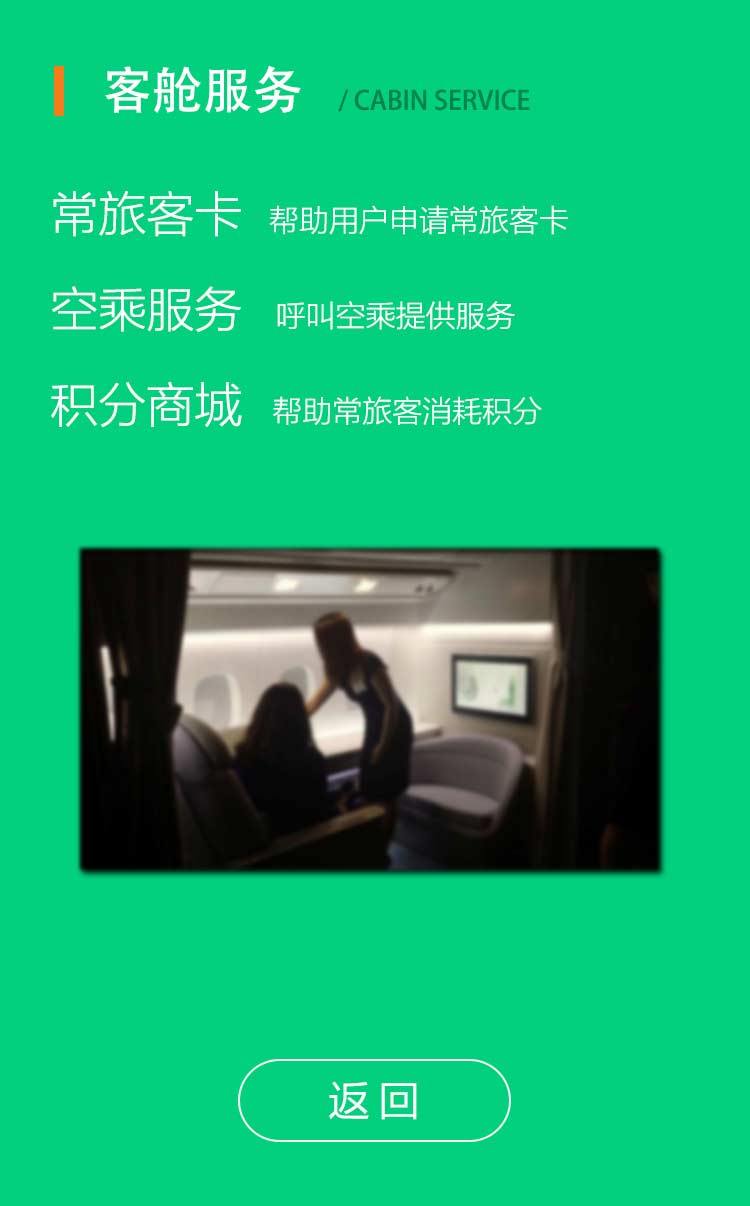 客舱服务 / CABIN SERVICE
常旅客卡 帮助用户申请常旅客卡
空乘服务 呼叫空乘提供服务
积分商城 帮助常旅客消耗积分
返回